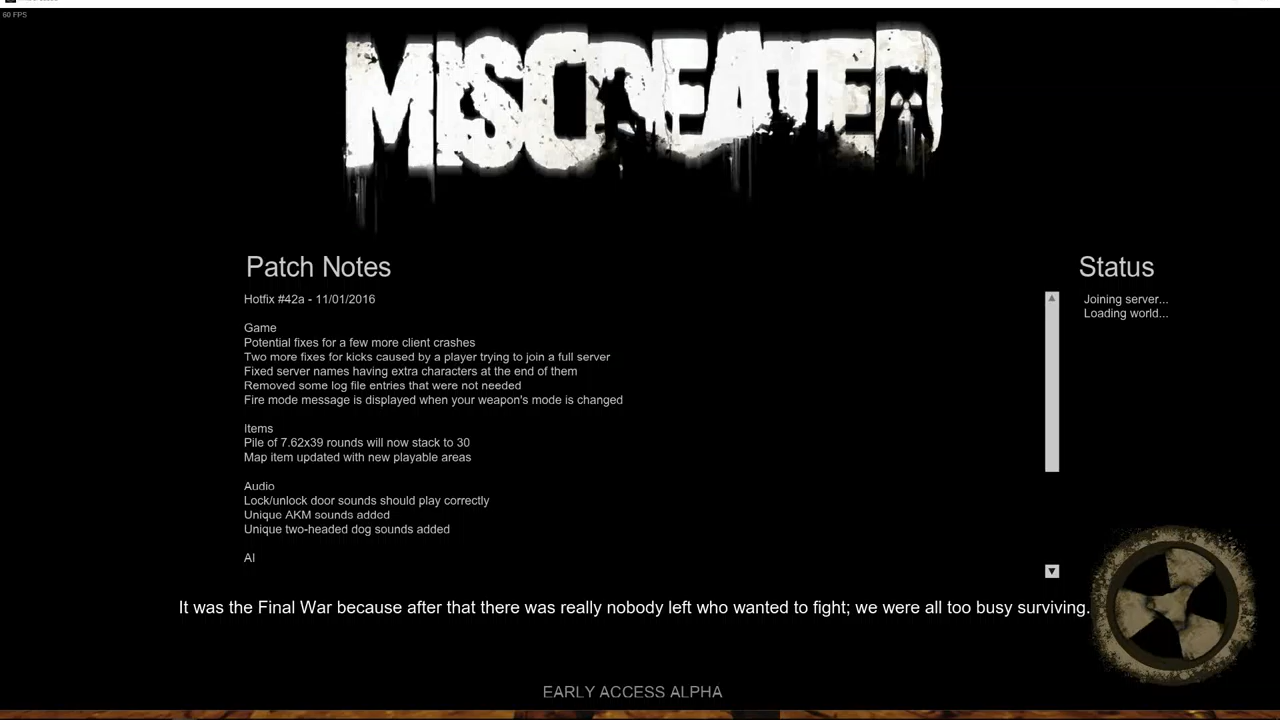 60 FPS
MISCREATED
Patch Notes
Status
Hotfix #42a - 11/01/2016
Joining server...
Loading world...
Game
Potential fixes for a few more client crashes
Two more fixes for kicks caused by a player trying to join a full server
Fixed server names having extra characters at the end of them
Removed some log file entries that were not needed
Fire mode message is displayed when your weapon's mode is changed
Items
Pile of 7.62x39 rounds will now stack to 30
Map item updated with new playable areas
Audio
Lock/unlock door sounds should play correctly
Unique AKM sounds added
Unique two-headed dog sounds added
AI
It was the Final War because after that there was really nobody left who wanted to fight; we were all too busy surviving.
EARLY ACCESS ALPHA